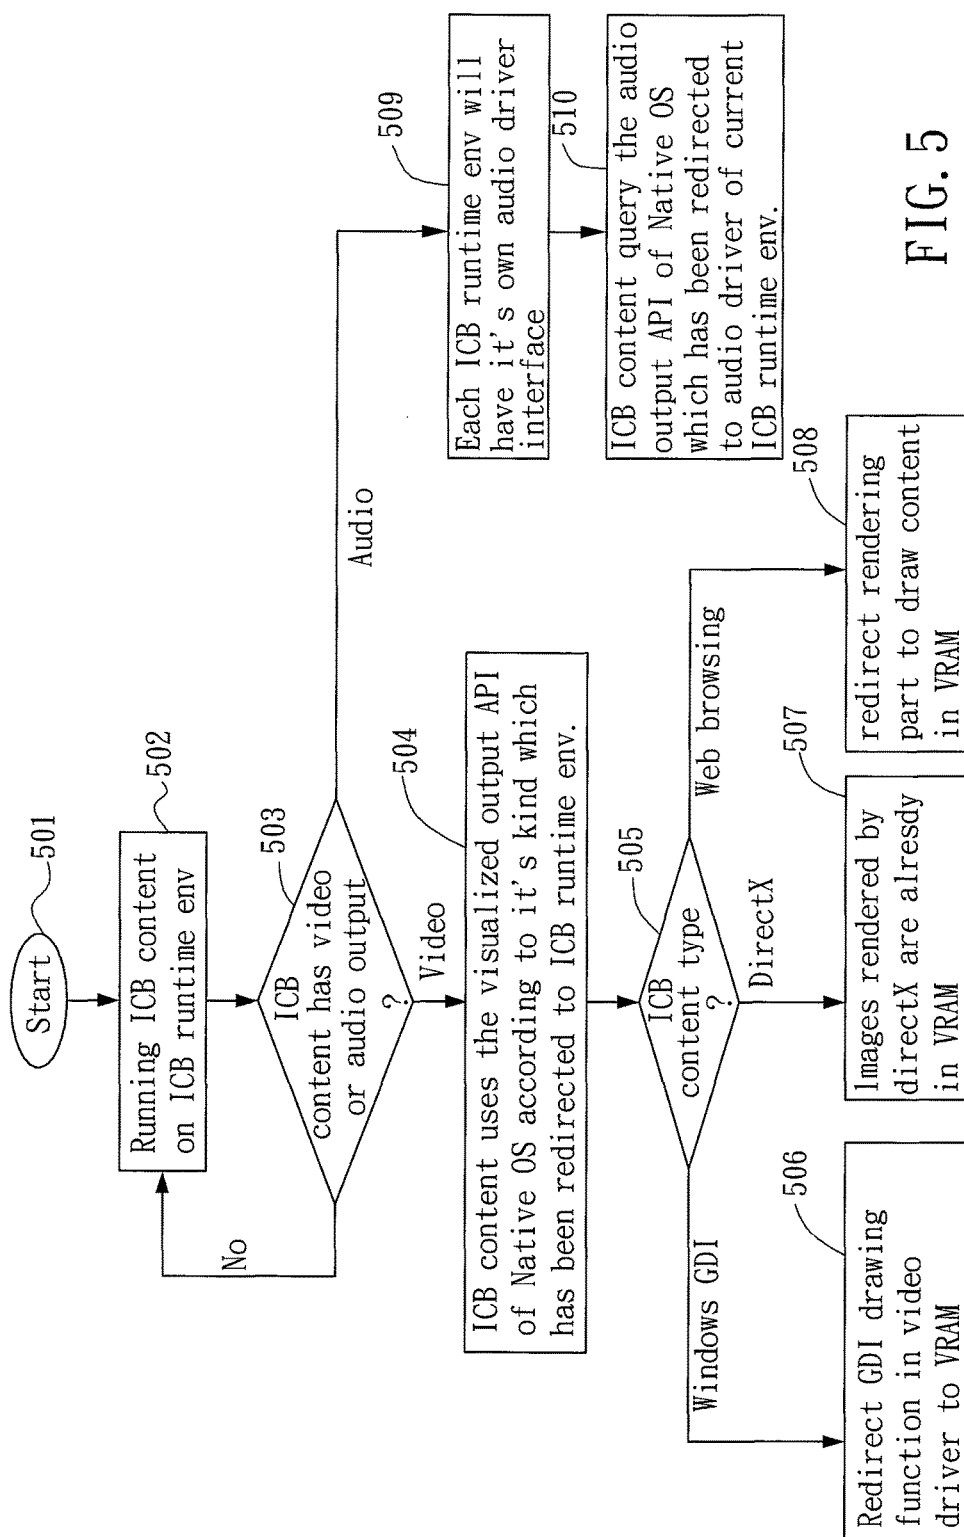 Start
501
Running ICB content
on ICB runtime env
502
No
ICB
content has video
or audio output
?
503
Video
Audio
ICB content uses the visualized output API
of Native OS according to it's kind which
has been redirected to ICB runtime env.
504
Each ICB runtime env will
have it's own audio driver
interface
509
ICB content query the audio
output API of Native OS
which has been redirected
to audio driver of current
ICB runtime env.
510
ICB
content type
?
505
Windows GDI
DirectX
Web browsing
Redirect GDI drawing
function in video
driver to VRAM
506
Images rendered by
directX are alresdy
in VRAM
507
redirect rendering
part to draw content
in VRAM
508
FIG. 5